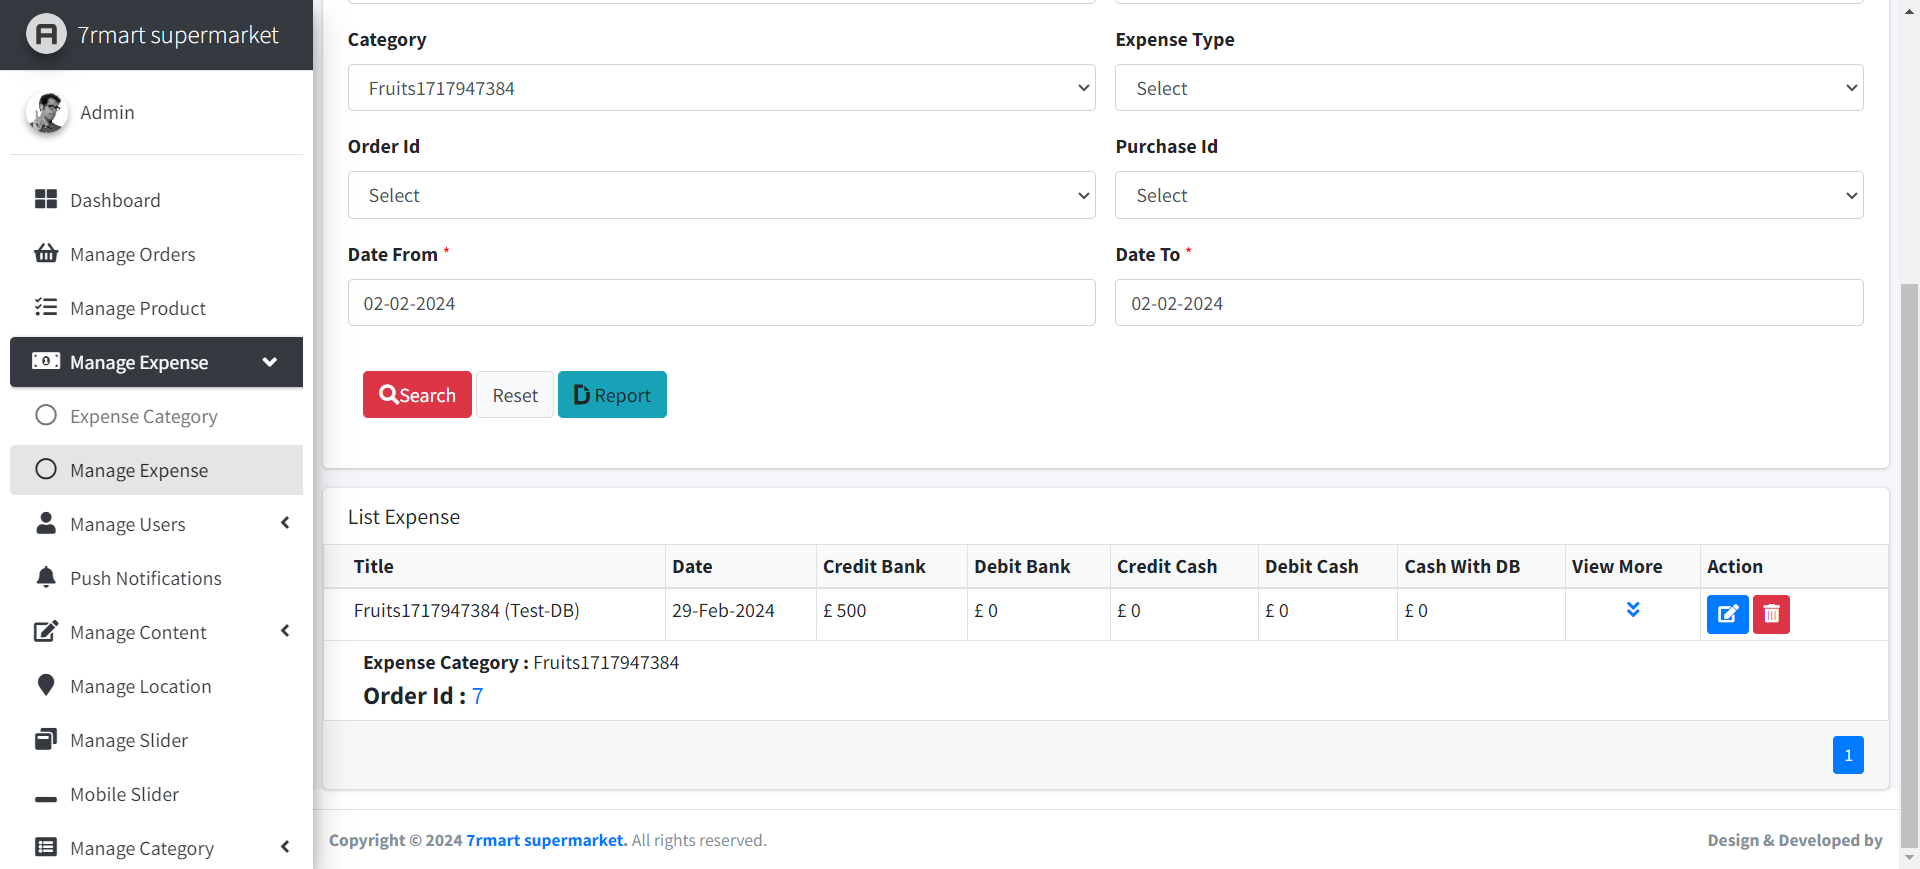 7rmart supermarket
Admin
Dashboard
Manage Orders
Manage Product
Manage Expense
Expense Category
Manage Expense
Manage Users
Push Notifications
Manage Content
Manage Location
Manage Slider
Mobile Slider
Manage Category
Category Expense Type
Fruits1717947384 Select
Order Id Purchase Id
Select Select
Date From * Date To *
02-02-2024 02-02-2024
Search Reset Report
List Expense
Title Date Credit Bank Debit Bank Credit Cash Debit Cash Cash With DB View More Action
Fruits1717947384 (Test-DB) 29-Feb-2024 £ 500 £ 0 £ 0 £ 0 £ 0
Expense Category : Fruits1717947384
Order Id : 7
1
Copyright © 2024 7rmart supermarket. All rights reserved. Design & Developed by